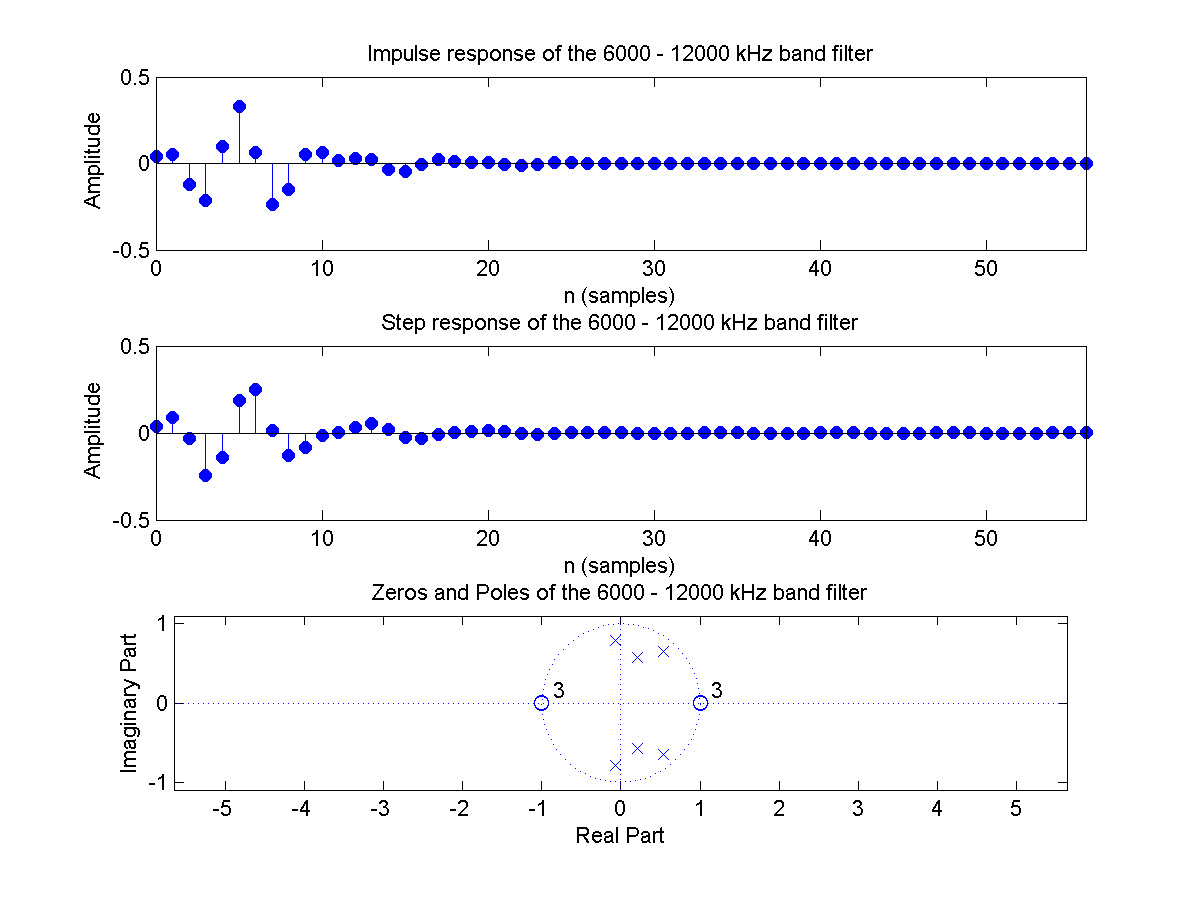 Impulse response of the 6000 - 12000 kHz band filter
0.5
0
-0.5
Amplitude
0 10 20 30 40 50
n (samples)
Step response of the 6000 - 12000 kHz band filter
0.5
0
-0.5
Amplitude
0 10 20 30 40 50
n (samples)
Zeros and Poles of the 6000 - 12000 kHz band filter
1
0
-1
Imaginary Part
3 3
-5 -4 -3 -2 -1 0 1 2 3 4 5
Real Part